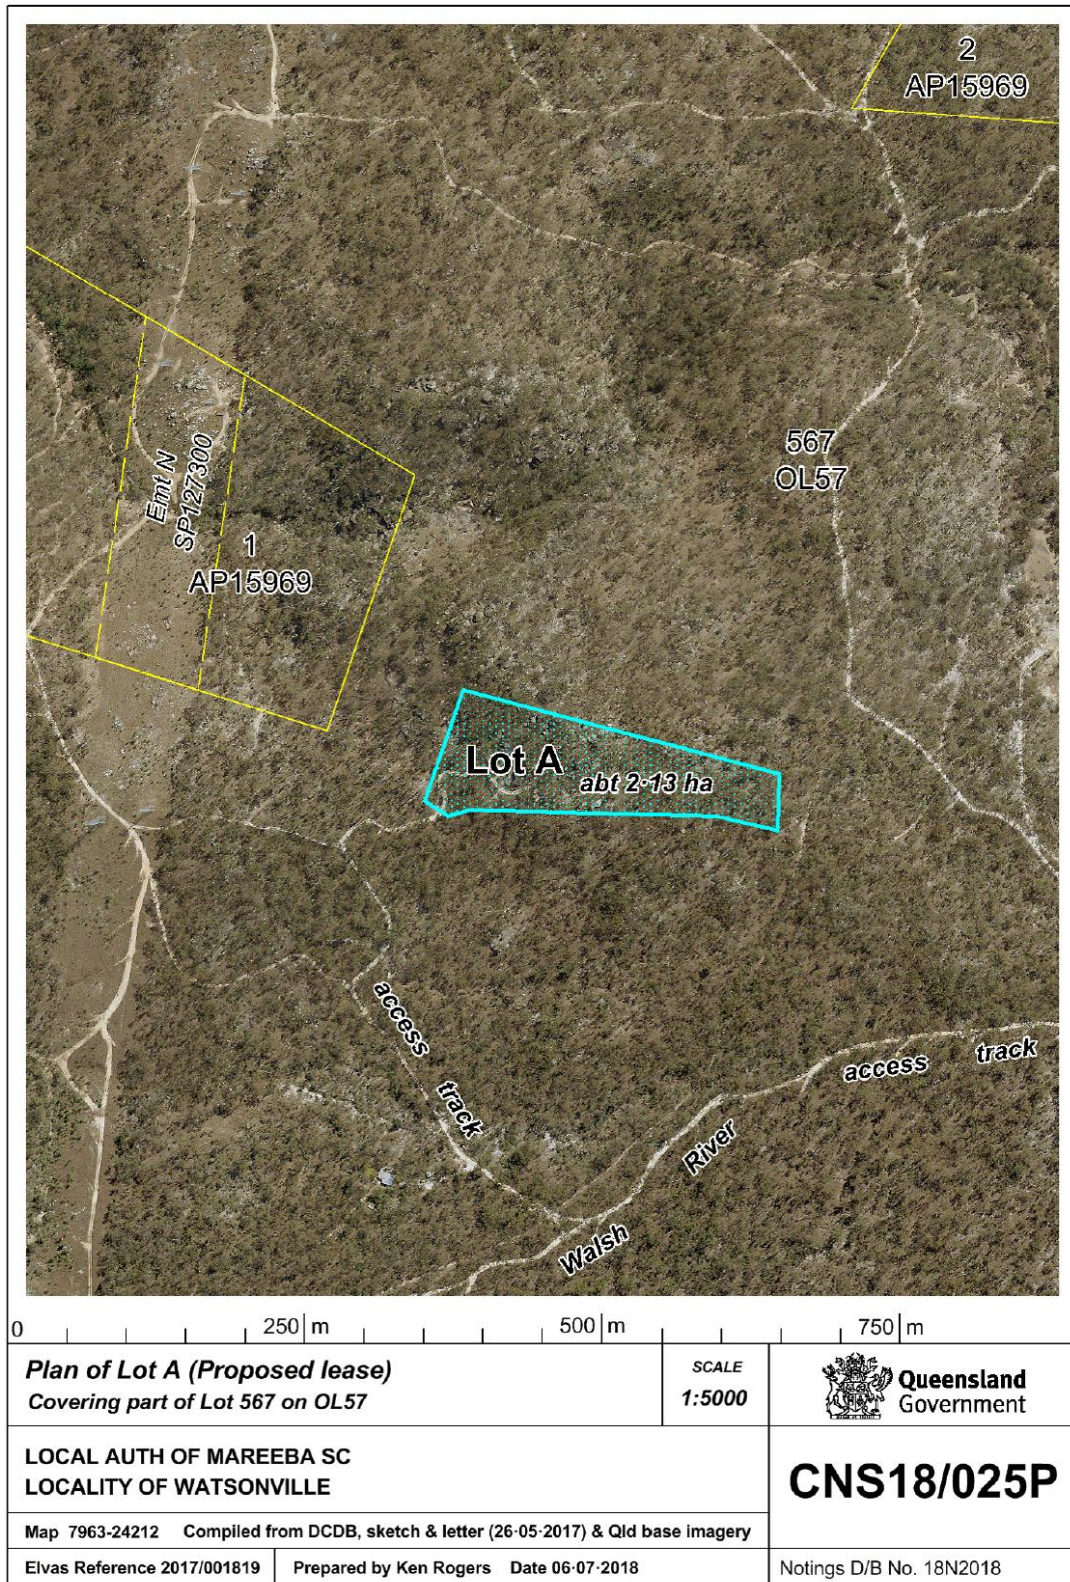 2
AP15969
567
OL57
Emt N
SP127300
1
AP15969
Lot A
abt 2·13 ha
access
track
access
track
River
Walsh
0
250 m
500 m
750 m
Plan of Lot A (Proposed lease)
Covering part of Lot 567 on OL57
SCALE
1:5000
Queensland
Government
LOCAL AUTH OF MAREEBA SC
LOCALITY OF WATSONVILLE
CNS18/025P
Map 7963-24212 Compiled from DCDB, sketch & letter (26·05·2017) & Qld base imagery
Elvas Reference 2017/001819
Prepared by Ken Rogers Date 06·07·2018
Notings D/B No. 18N2018